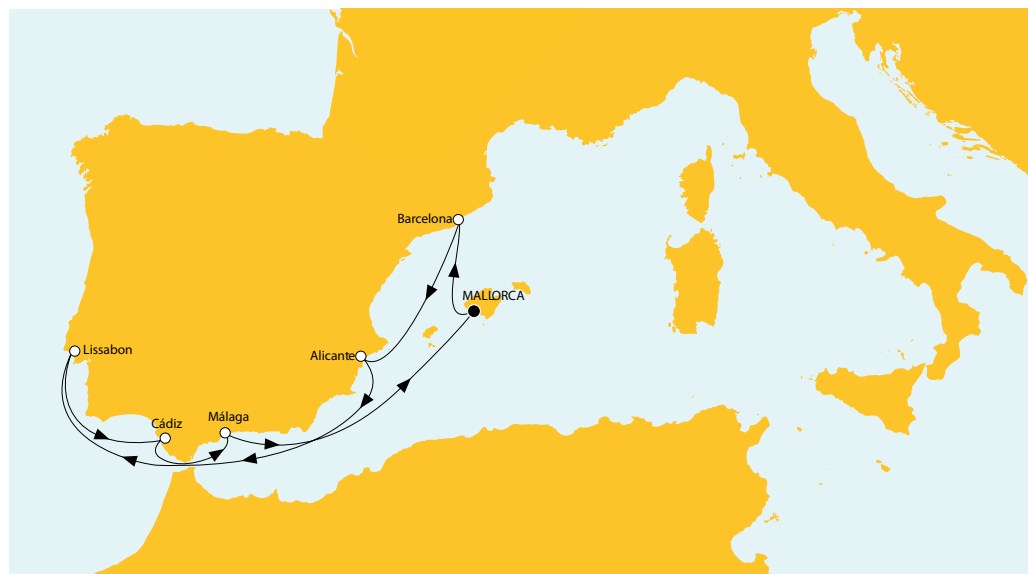 Barcelona
MALLORCA
Lissabon
Alicante
Málaga
Cádiz